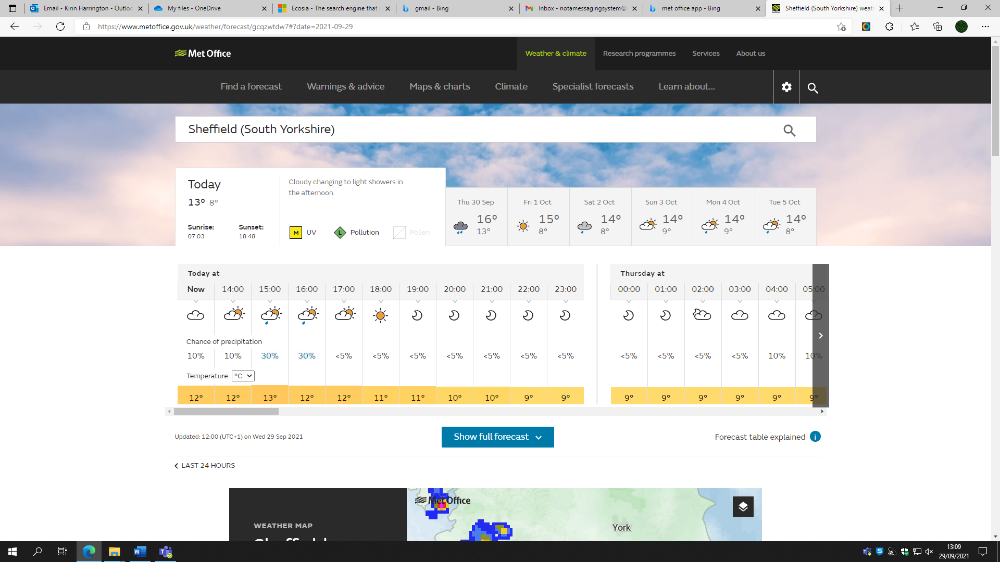 Email - Kirin Harrington - Outloo
My files - OneDrive
Ecosia - The search engine that
gmail - Bing
Inbox - notamessagingsystem@
met office app - Bing
Sheffield (South Yorkshire) weat
https://www.metoffice.gov.uk/weather/forecast/gcqzwtdw7#?date=2021-09-29
Met Office
Weather & climate Research programmes Services About us
Find a forecast Warnings & advice Maps & charts Climate Specialist forecasts Learn about...
Sheffield (South Yorkshire)
Today
13° 8°
Sunrise: Sunset:
07:03 18:48
Cloudy changing to light showers in
the afternoon.
M UV L Pollution Pollen
Thu 30 Sep
16°
13°
Fri 1 Oct
15°
8°
Sat 2 Oct
14°
8°
Sun 3 Oct
14°
9°
Mon 4 Oct
14°
9°
Tue 5 Oct
14°
8°
Today at Thursday at
Now 14:00 15:00 16:00 17:00 18:00 19:00 20:00 21:00 22:00 23:00 00:00 01:00 02:00 03:00 04:00 05:00
Chance of precipitation
10% 10% 30% 30% <5% <5% <5% <5% <5% <5% <5% <5% <5% <5% <5% 10% 10%
Temperature °C
12° 12° 13° 12° 12° 11° 11° 10° 10° 9° 9° 9° 9° 9° 9° 9° 9°
Updated: 12:00 (UTC+1) on Wed 29 Sep 2021
Show full forecast
Forecast table explained i
LAST 24 HOURS
WEATHER MAP
Met Office
York
13:09
29/09/2021